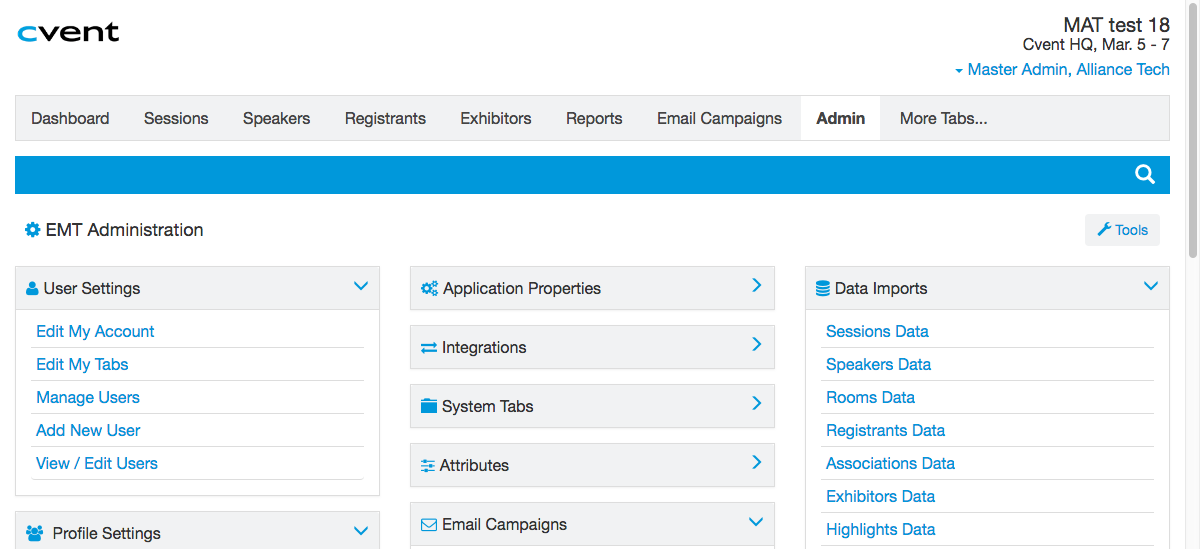 cvent
MAT test 18
Cvent HQ, Mar. 5 - 7
Master Admin, Alliance Tech
Dashboard Sessions Speakers Registrants Exhibitors Reports Email Campaigns Admin More Tabs...
EMT Administration
Tools
User Settings
Edit My Account
Edit My Tabs
Manage Users
Add New User
View / Edit Users
Profile Settings
Application Properties
Integrations
System Tabs
Attributes
Email Campaigns
Data Imports
Sessions Data
Speakers Data
Rooms Data
Registrants Data
Associations Data
Exhibitors Data
Highlights Data